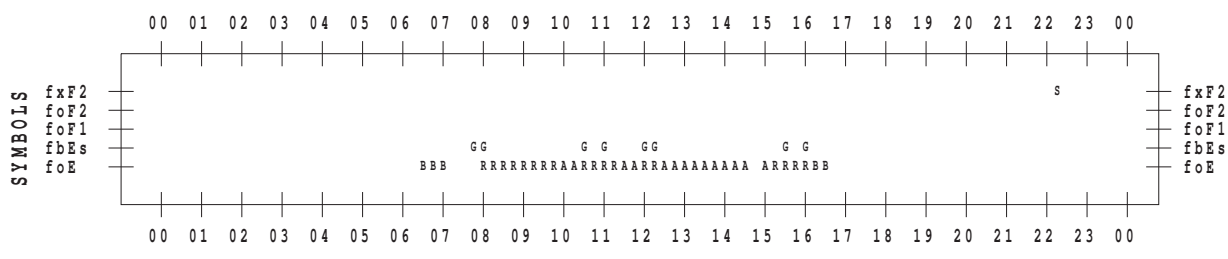 00 01 02 03 04 05 06 07 08 09 10 11 12 13 14 15 16 17 18 19 20 21 22 23 00
SYMBOLS
fxF2 S fxF2
foF2 foF2
foF1 foF1
fbEs GG G G GG G G fbEs
foE BBB RRRRRRRRAARRRRAARRAAAAAAAAA ARRRRBB foE
00 01 02 03 04 05 06 07 08 09 10 11 12 13 14 15 16 17 18 19 20 21 22 23 00